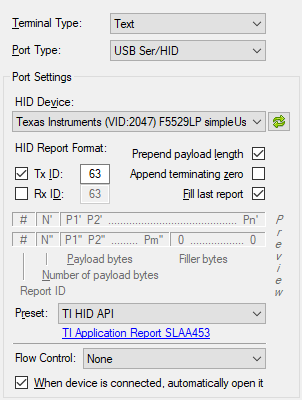 Terminal Type: Text
Port Type: USB Ser/HID
Port Settings
HID Device:
Texas Instruments (VID:2047) F5529LP simpleUs
HID Report Format:
Prepend payload length
Tx ID: 63
Append terminating zero
Rx ID: 63
Fill last report
# N' P1' P2' ........................ Pn'
# N" P1" P2" ........ Pm" 0 ........ 0
Preview
Payload bytes Filler bytes
Number of payload bytes
Report ID
Preset: TI HID API
TI Application Report SLAA453
Flow Control: None
When device is connected, automatically open it